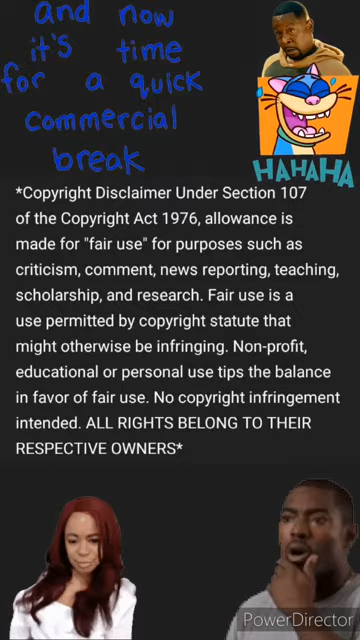 and now
it's time
for a quick
commercial
break
HAHAHA
*Copyright Disclaimer Under Section 107
of the Copyright Act 1976, allowance is
made for "fair use" for purposes such as
criticism, comment, news reporting, teaching,
scholarship, and research. Fair use is a
use permitted by copyright statute that
might otherwise be infringing. Non-profit,
educational or personal use tips the balance
in favor of fair use. No copyright infringement
intended. ALL RIGHTS BELONG TO THEIR
RESPECTIVE OWNERS*
PowerDirector